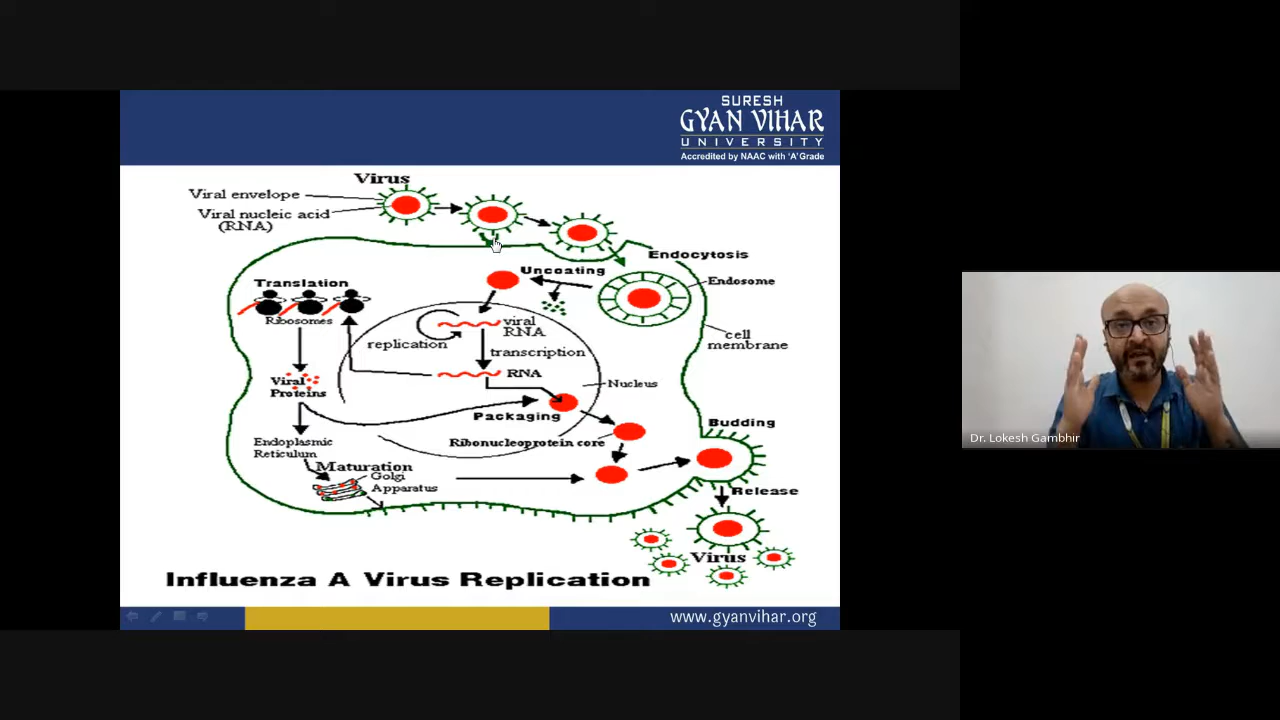 SURESH
GYAN VIHAR
UNIVERSITY
Accredited by NAAC with 'A' Grade
Virus
Viral envelope
Viral nucleic acid
(RNA)
Endocytosis
Uncoating
Endosome
Translation
Ribosomes
viral
RNA
replication
transcription
cell
membrane
RNA
Nucleus
Viral
Proteins
Packaging
Budding
Ribonucleoprotein core
Endoplasmic
Reticulum
Maturation
Golgi
Apparatus
Release
Virus
Influenza A Virus Replication
www.gyanvihar.org
Dr. Lokesh Gambhir